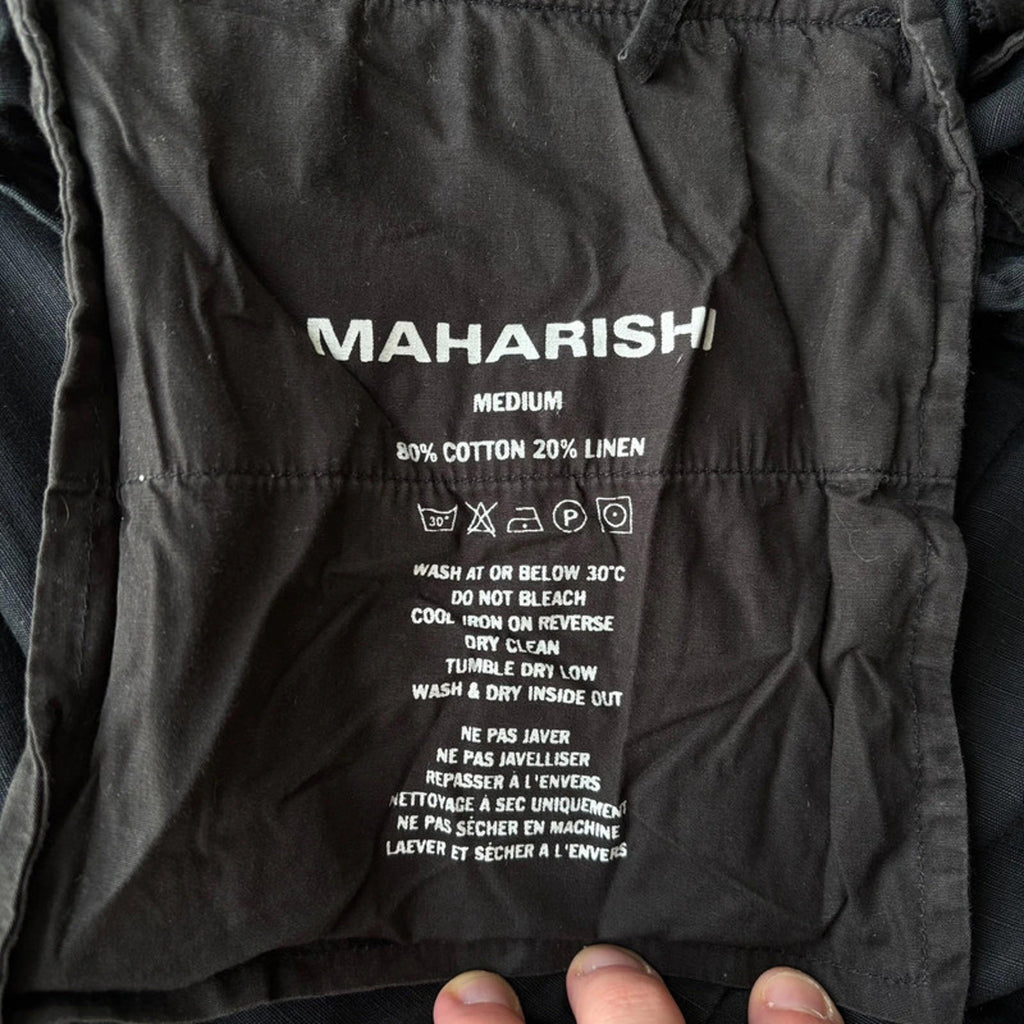 MAHARISHI
MEDIUM
80% COTTON 20% LINEN
30°
P
WASH AT OR BELOW 30°C
DO NOT BLEACH
COOL IRON ON REVERSE
DRY CLEAN
TUMBLE DRY LOW
WASH & DRY INSIDE OUT
NE PAS JAVER
NE PAS JAVELLISER
REPASSER À L'ENVERS
NETTOYAGE À SEC UNIQUEMENT
NE PAS SÉCHER EN MACHINE
LAEVER ET SÉCHER A L'ENVERS